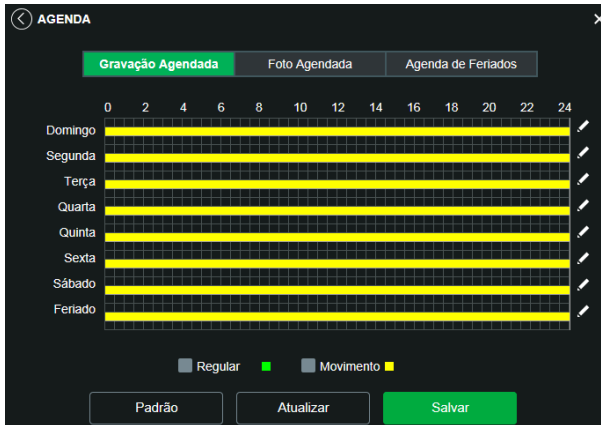 AGENDA
Gravação Agendada Foto Agendada Agenda de Feriados
0 2 4 6 8 10 12 14 16 18 20 22 24
Domingo
Segunda
Terça
Quarta
Quinta
Sexta
Sábado
Feriado
Regular Movimento
Padrão Atualizar Salvar